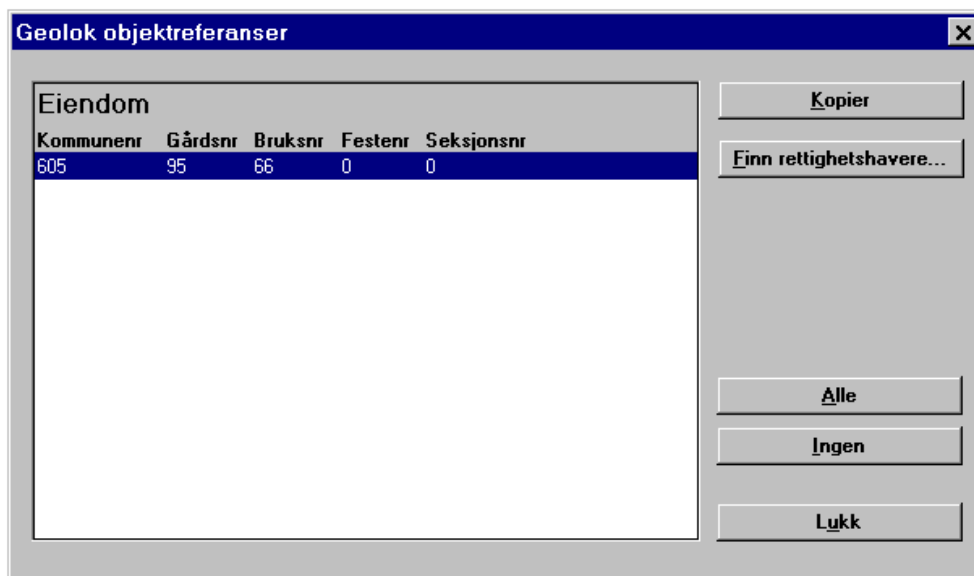 Geolok objektreferanser
Eiendom
Kommunenr Gårdsnr Bruksnr Festenr Seksjonsnr
605 95 66 0 0
Kopier
Finn rettighetshavere...
Alle
Ingen
Lukk